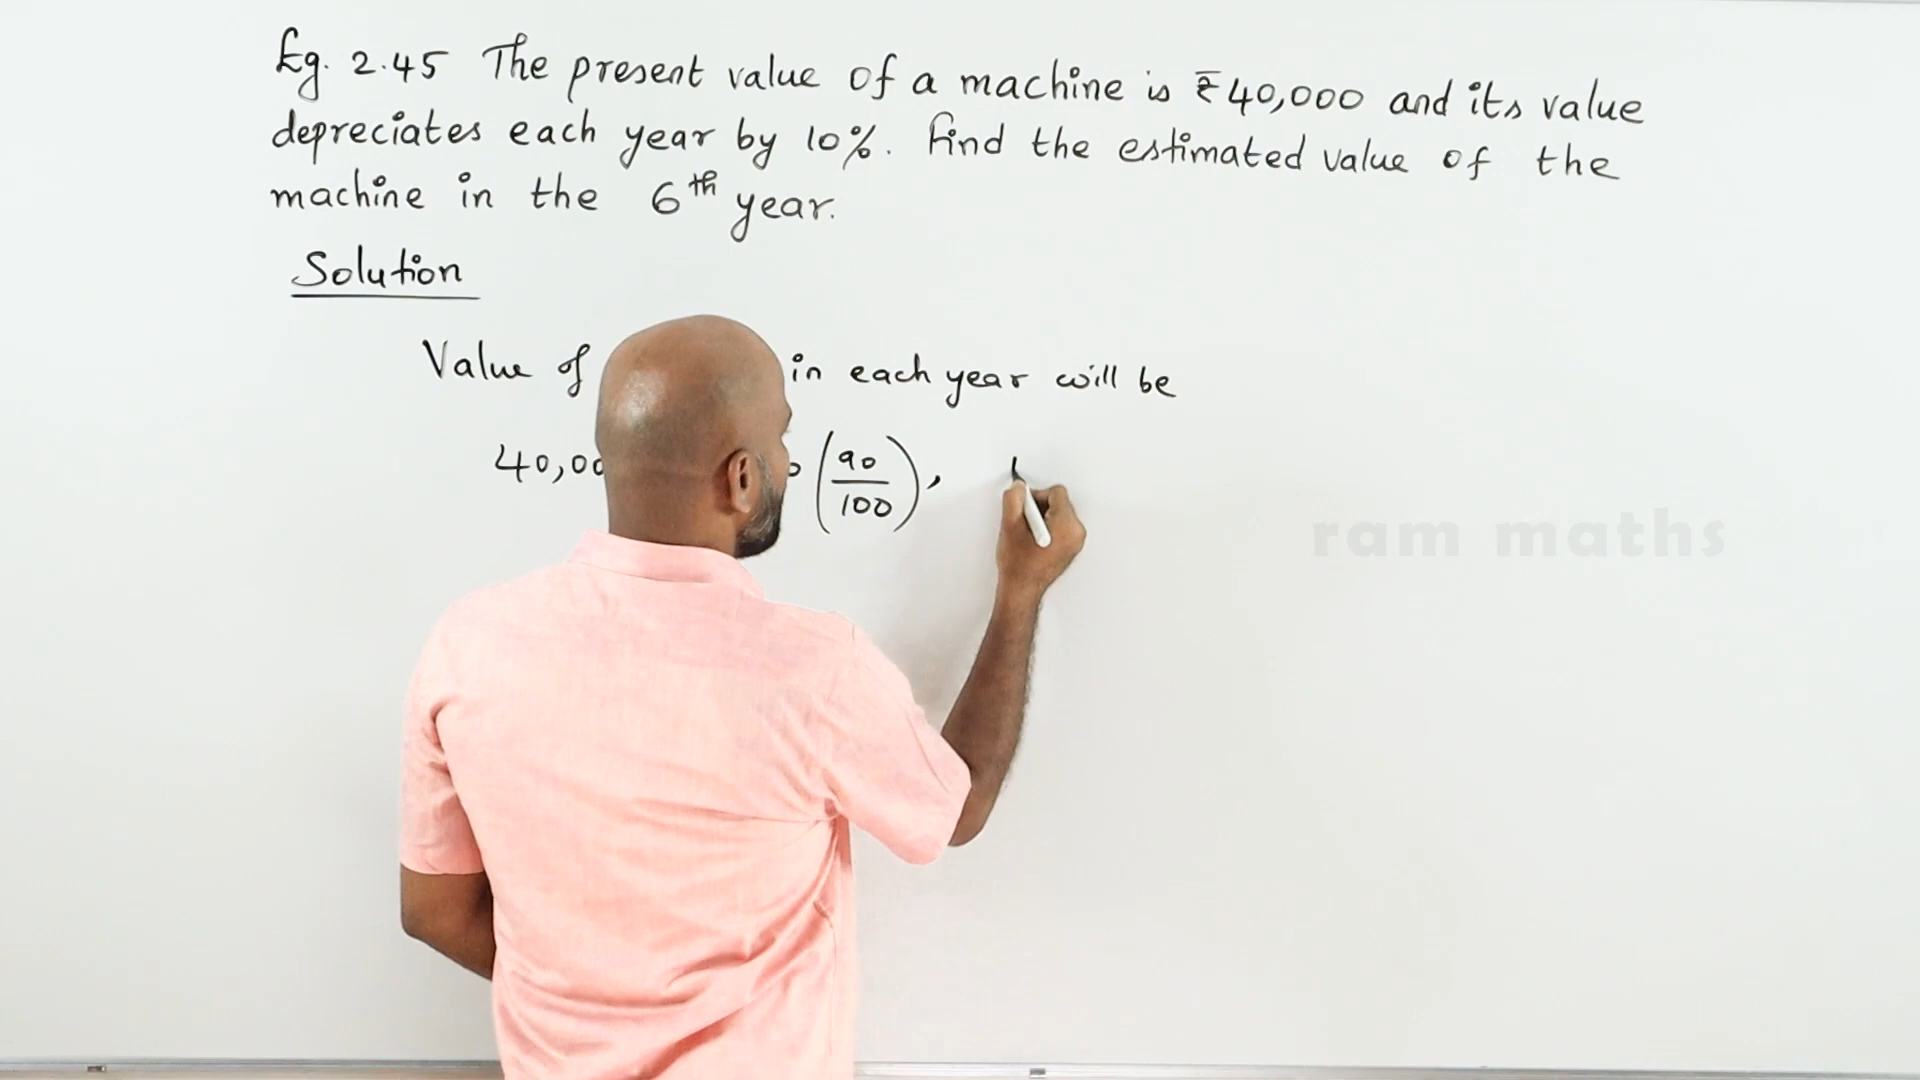 Eg. 2.45 The present value of a machine is ₹40,000 and its value
depreciates each year by 10%. Find the estimated value of the
machine in the 6th year.
Solution
Value of in each year will be
40,00 (90/100),
ram maths